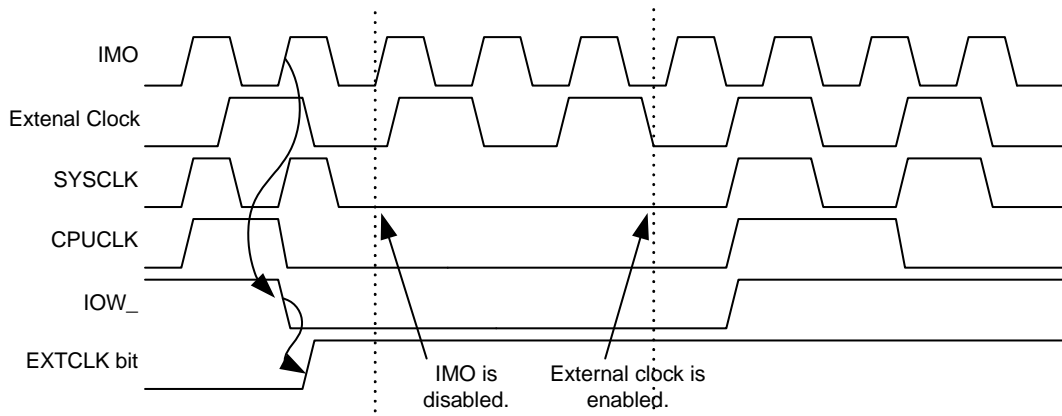 IMO
Extenal Clock
SYSCLK
CPUCLK
IOW_
EXTCLK bit
IMO is
disabled.
External clock is
enabled.